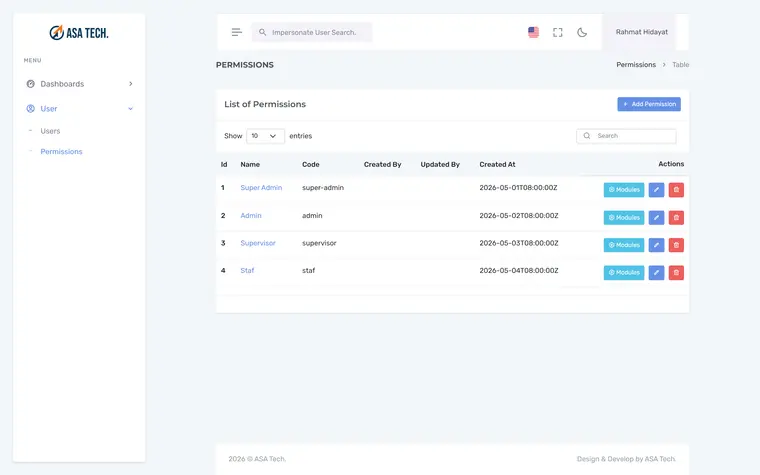 ASA TECH.
MENU
Dashboards
User
Users
Permissions
Impersonate User Search.
Rahmat Hidayat
PERMISSIONS
Permissions > Table
List of Permissions
+ Add Permission
Show 10 entries
Search
Id Name Code Created By Updated By Created At Actions
1 Super Admin super-admin 2026-05-01T08:00:00Z Modules
2 Admin admin 2026-05-02T08:00:00Z Modules
3 Supervisor supervisor 2026-05-03T08:00:00Z Modules
4 Staf staf 2026-05-04T08:00:00Z Modules
2026 © ASA Tech.
Design & Develop by ASA Tech.